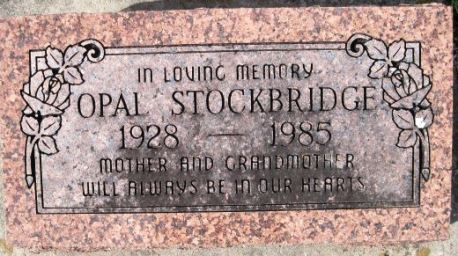 IN LOVING MEMORY
OPAL STOCKBRIDGE
1928 — 1985
MOTHER AND GRANDMOTHER
WILL ALWAYS BE IN OUR HEARTS